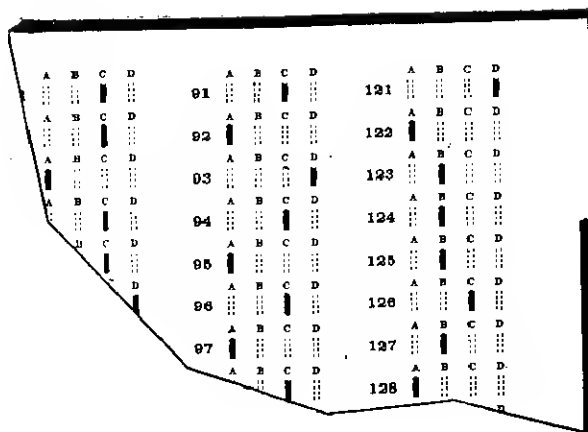 A B C D A B C D A B C D
91 121
A B C D A B C D A B C D
92 122
A B C D A B C D A B C D
93 123
A B C D A B C D A B C D
94 124
B C D A B C D A B C D
95 125
D A B C D A B C D
96 126
A B C D A B C D
97 127
A B C D A B C D
128
D